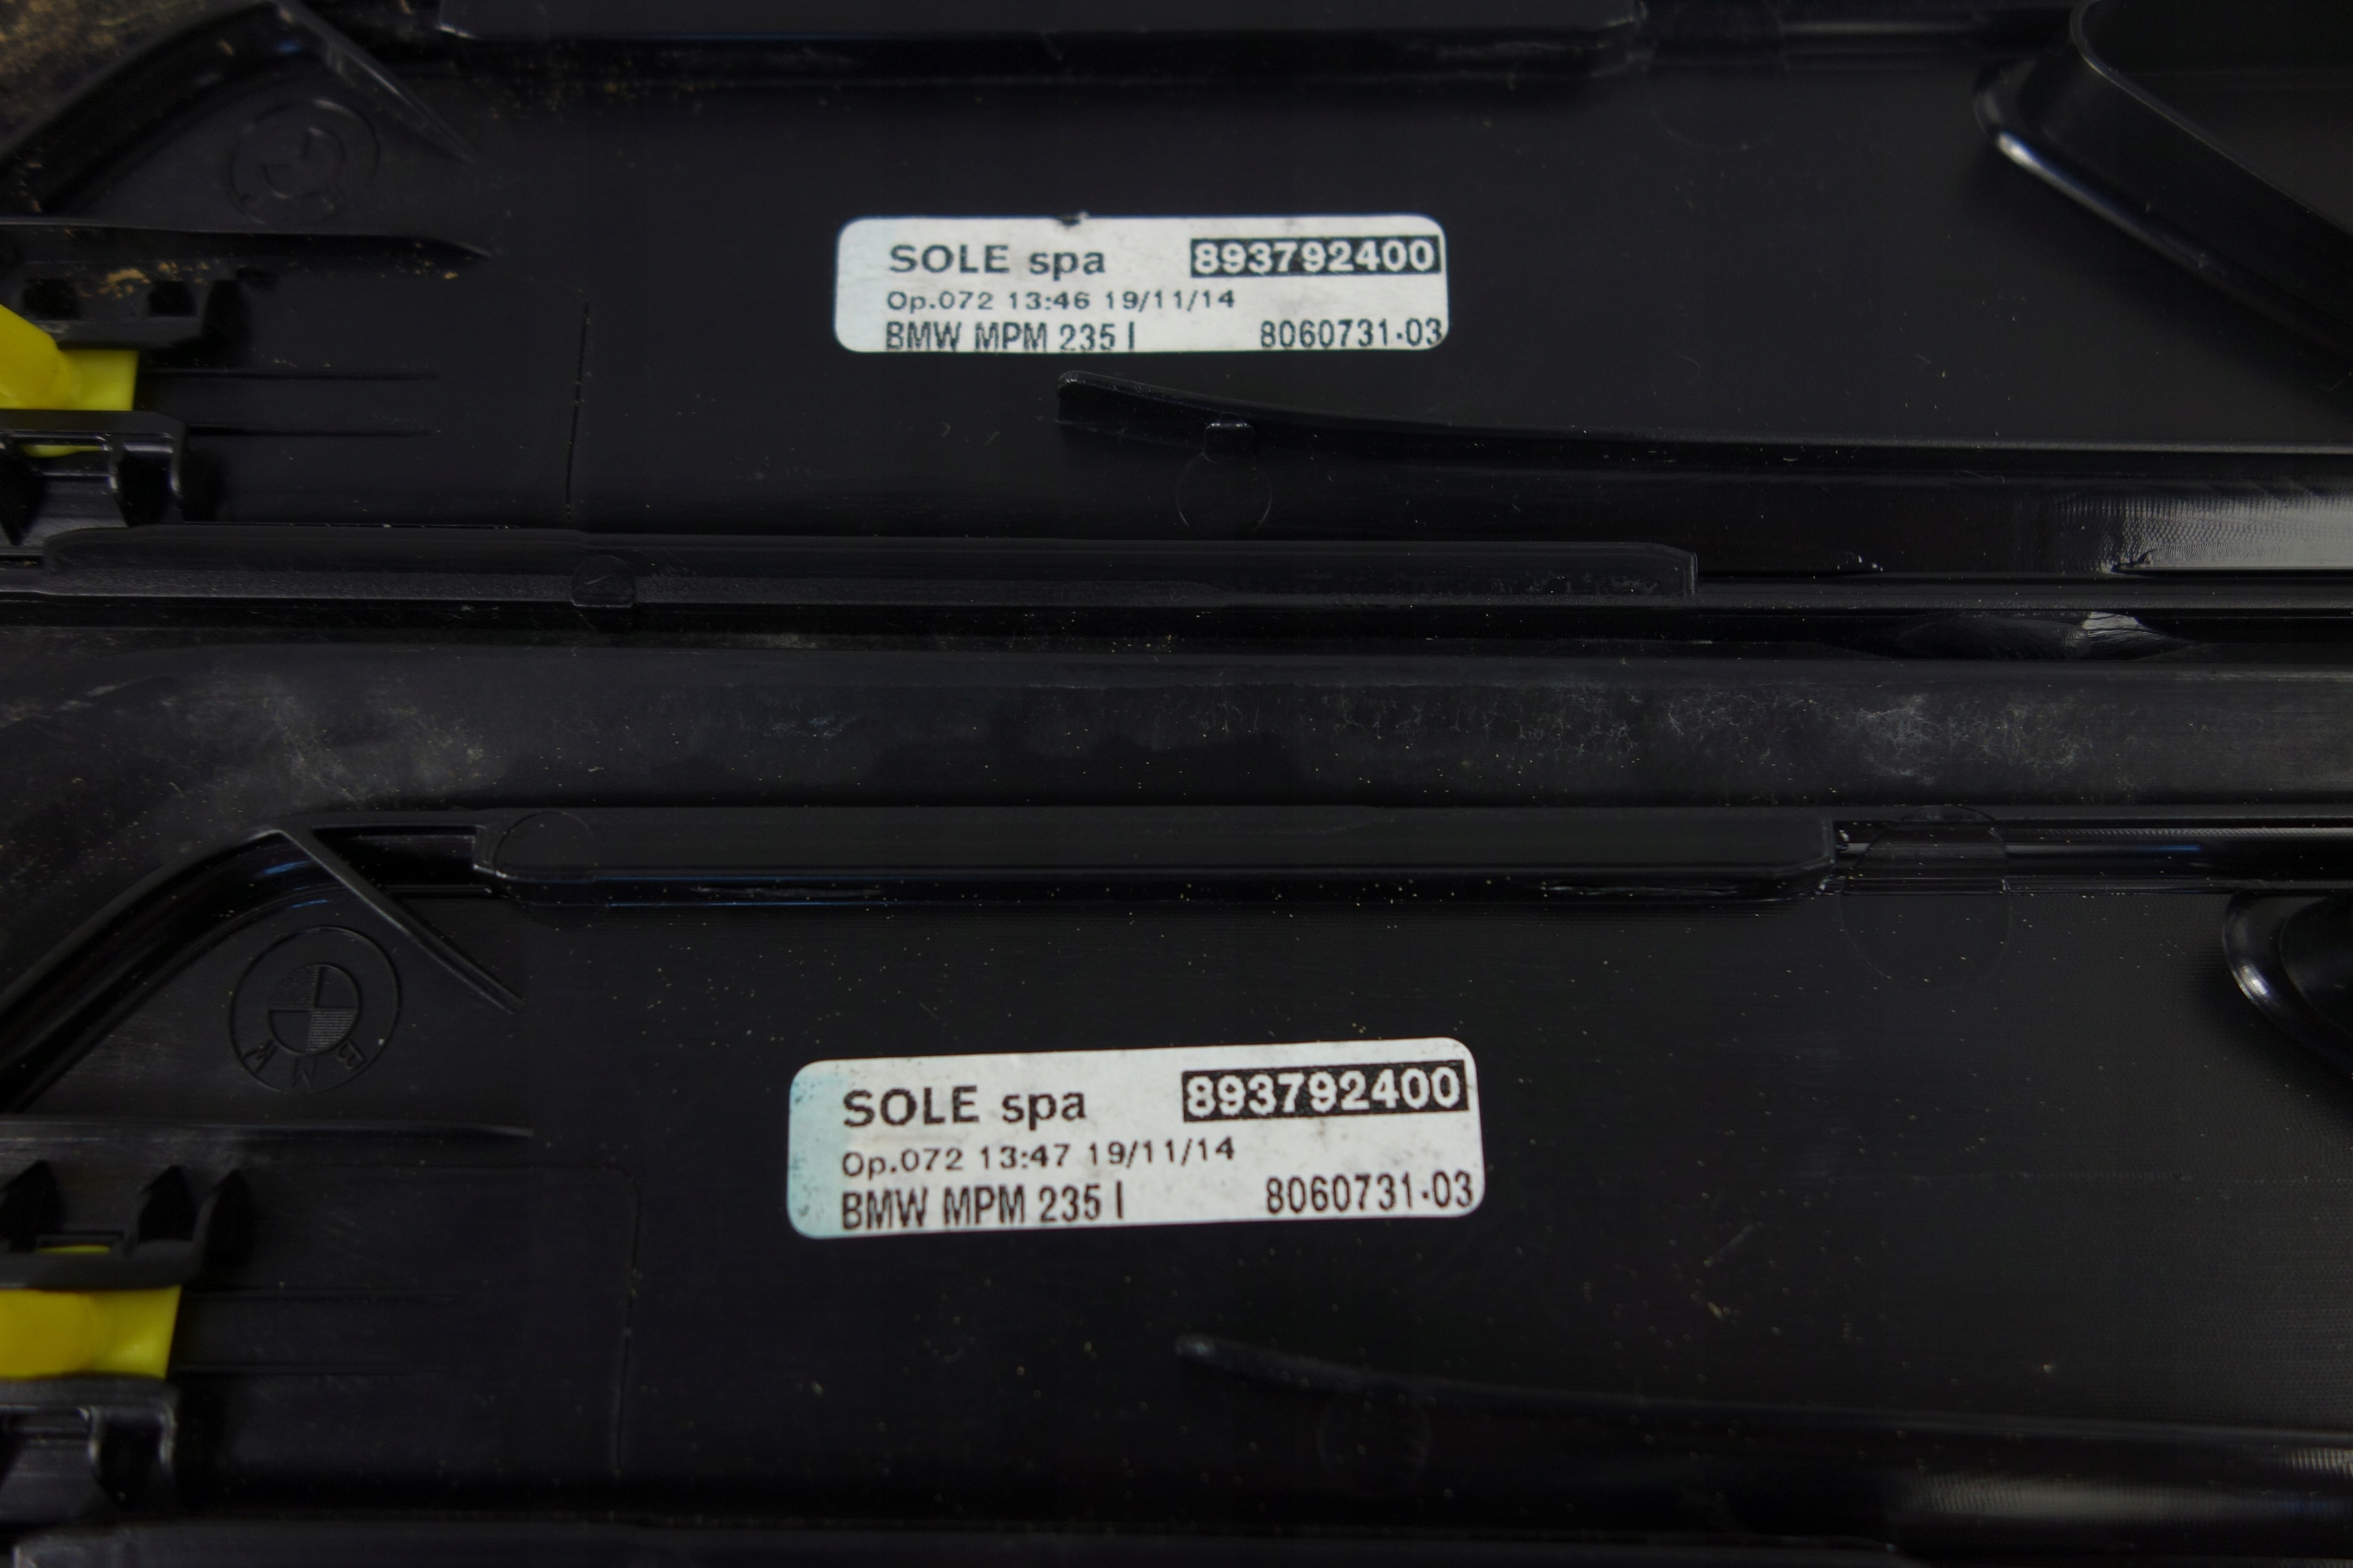 SOLE spa 893792400
Op.072 13:46 19/11/14
BMW MPM 235 I 8060731-03
BMW
SOLE spa 893792400
Op.072 13:47 19/11/14
BMW MPM 235 I 8060731-03